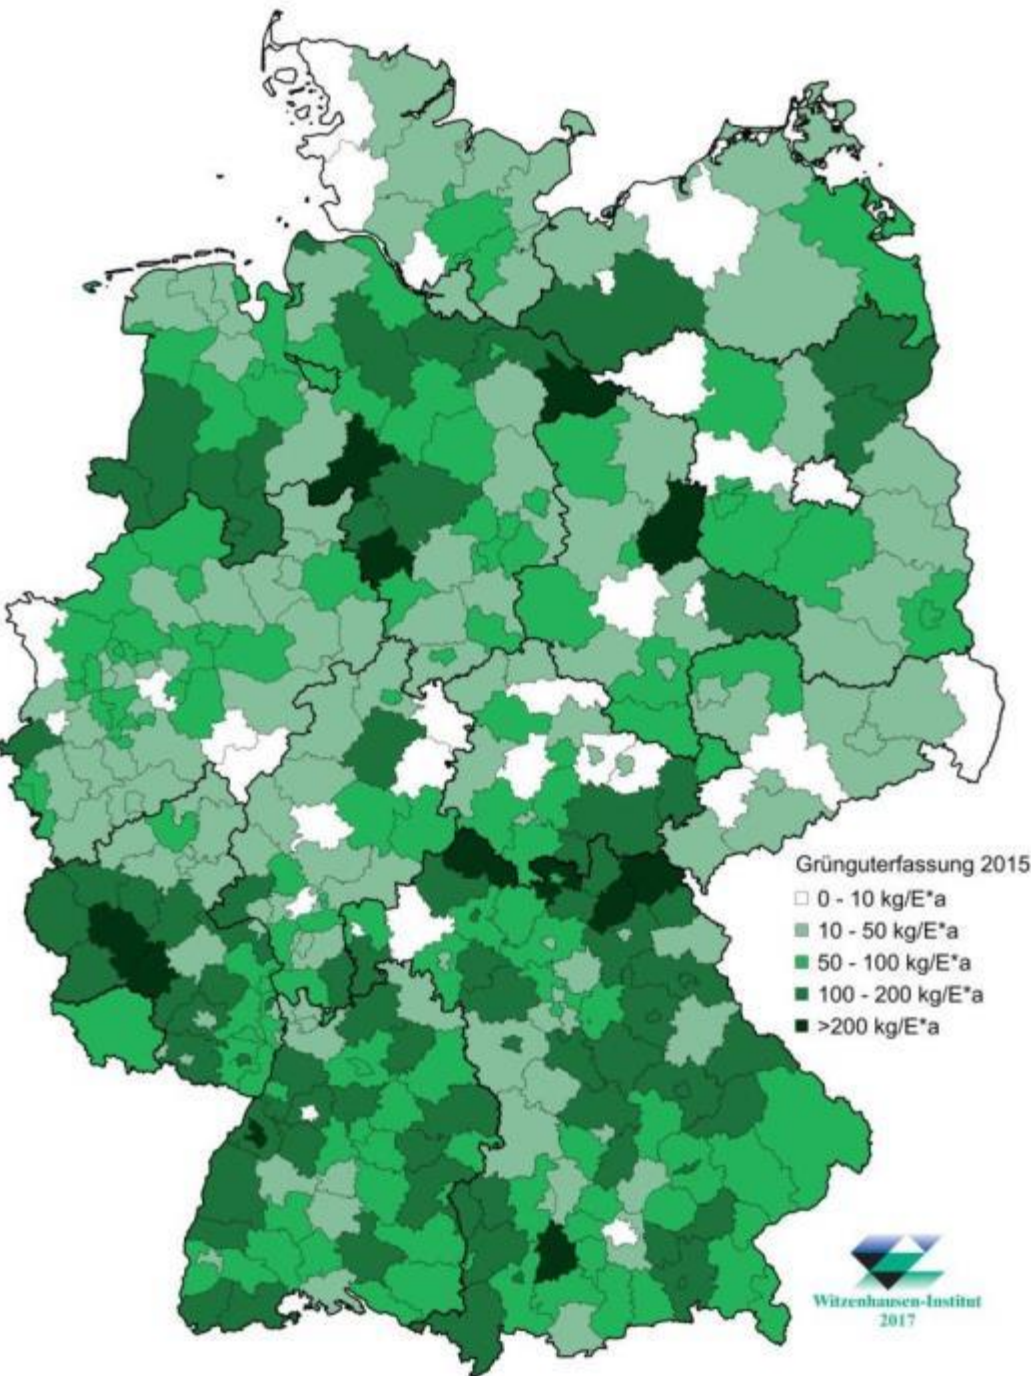 Grünguterfassung 2015
0 - 10 kg/E*a
10 - 50 kg/E*a
50 - 100 kg/E*a
100 - 200 kg/E*a
>200 kg/E*a
Witzenhausen-Institut
2017